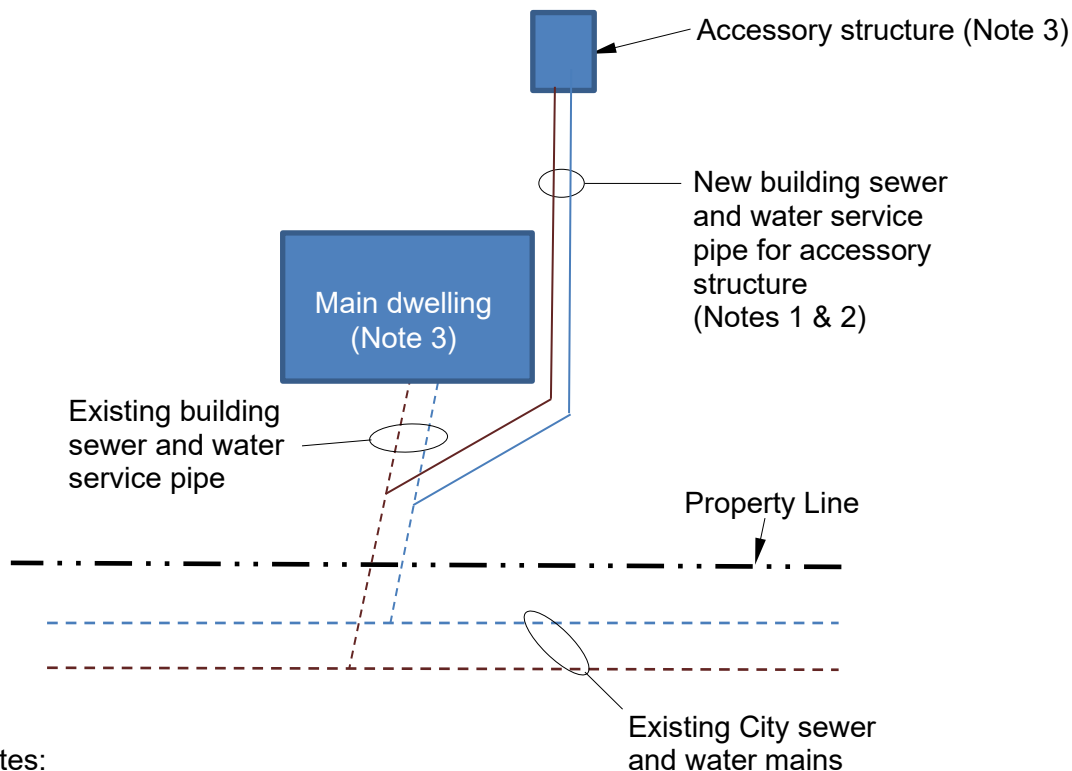 Accessory structure (Note 3)
New building sewer
and water service
pipe for accessory
structure
(Notes 1 & 2)
Main dwelling
(Note 3)
Existing building
sewer and water
service pipe
Property Line
Existing City sewer
and water mains
tes: